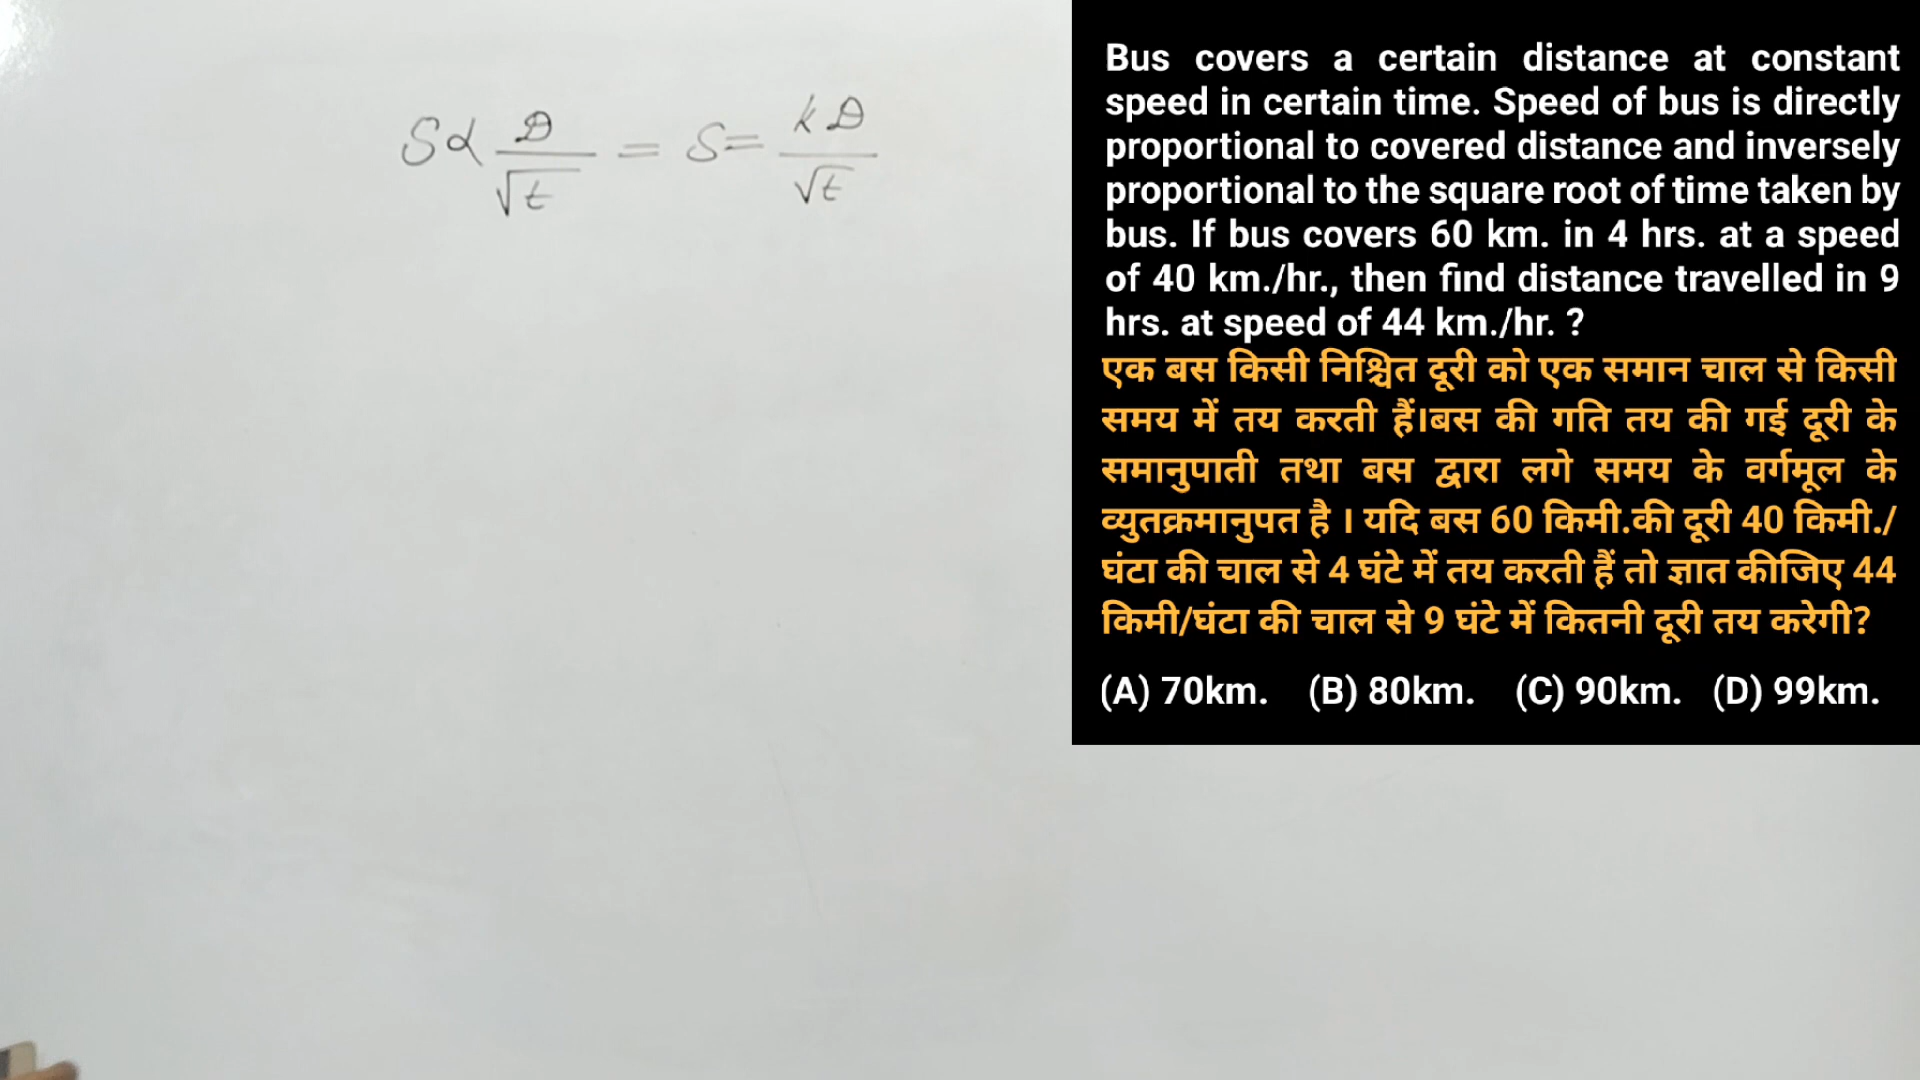 S∝ D/√t = S= kD/√t
Bus covers a certain distance at constant
speed in certain time. Speed of bus is directly
proportional to covered distance and inversely
proportional to the square root of time taken by
bus. If bus covers 60 km. in 4 hrs. at a speed
of 40 km./hr., then find distance travelled in 9
hrs. at speed of 44 km./hr. ?
एक बस किसी निश्चित दूरी को एक समान चाल से किसी
समय में तय करती हैं।बस की गति तय की गई दूरी के
समानुपाती तथा बस द्वारा लगे समय के वर्गमूल के
व्युतक्रमानुपत है । यदि बस 60 किमी.की दूरी 40 किमी./
घंटा की चाल से 4 घंटे में तय करती हैं तो ज्ञात कीजिए 44
किमी/घंटा की चाल से 9 घंटे में कितनी दूरी तय करेगी?
(A) 70km. (B) 80km. (C) 90km. (D) 99km.